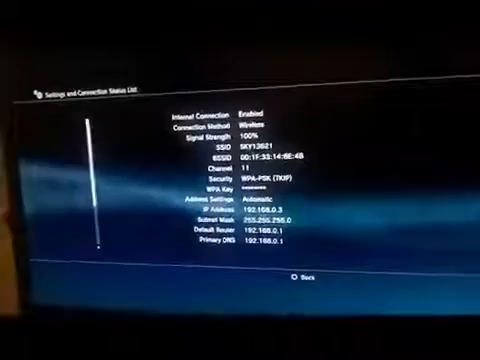 Settings and Connection Status List
Internet Connection Enabled
Connection Method Wireless
Signal Strength 100%
SSID SKY13621
BSSID 00:1F:33:14:6E:48
Channel 11
Security WPA-PSK (TKIP)
WPA Key ********
Address Settings Automatic
IP Address 192.168.0.3
Subnet Mask 255.255.255.0
Default Router 192.168.0.1
Primary DNS 192.168.0.1
Back